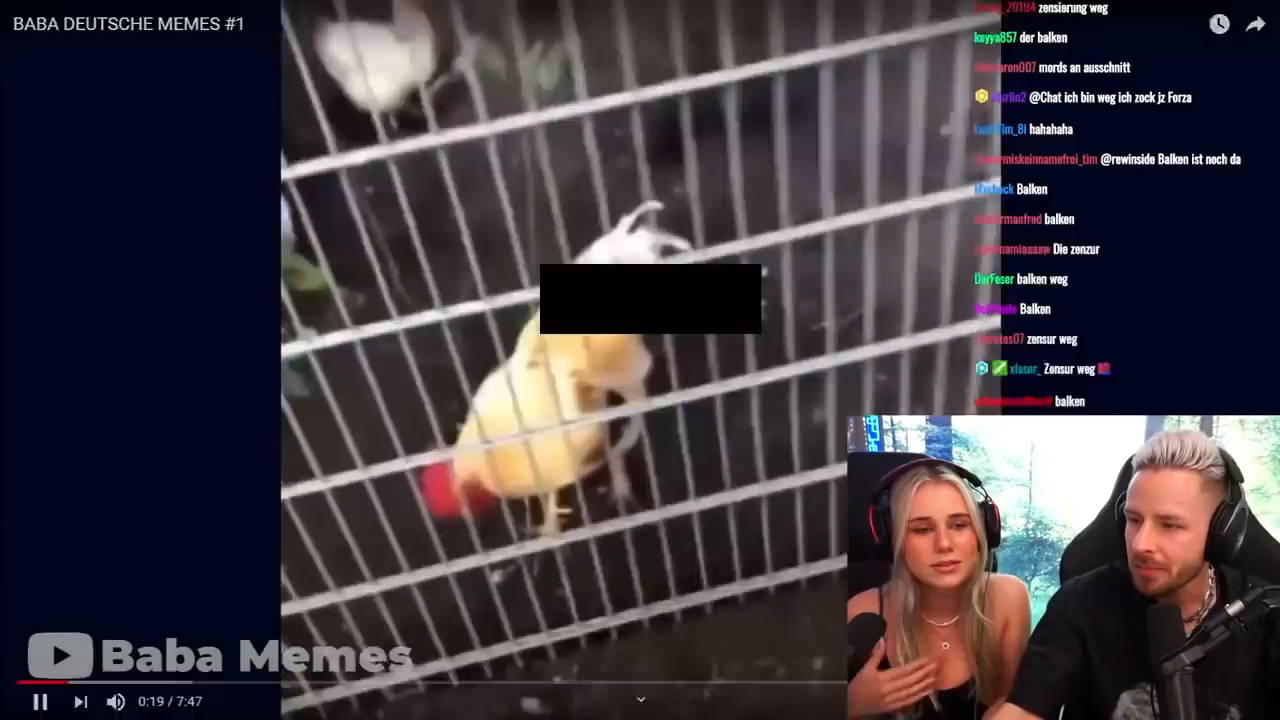 BABA DEUTSCHE MEMES #1
zensierung weg
kayya857 der balken
mords an ausschnitt
@Chat ich bin weg ich zock jz Forza
hahahaha
@rewinside Balken ist noch da
Balken
balken
Die zenzur
balken weg
Balken
zensur weg
Zensur weg
balken
Baba Memes
0:19 / 7:47